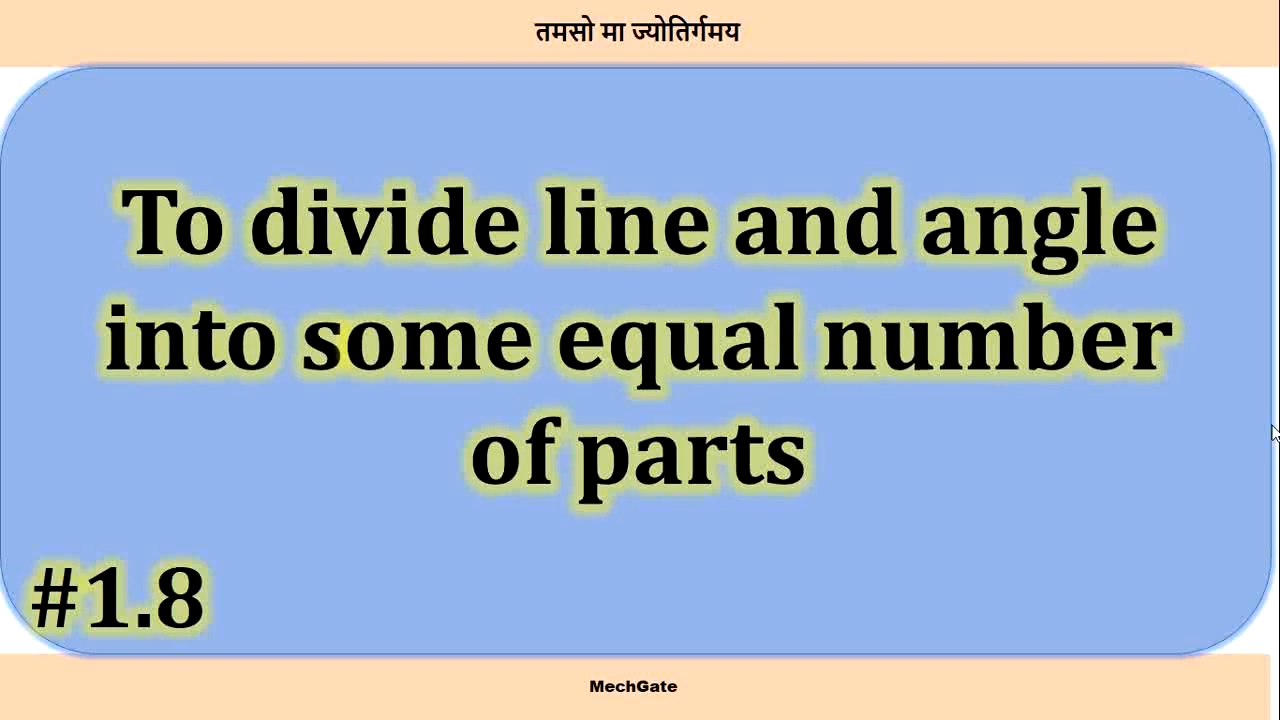 तमसो मा ज्योतिर्गमय
To divide line and angle
into some equal number
of parts
#1.8
MechGate